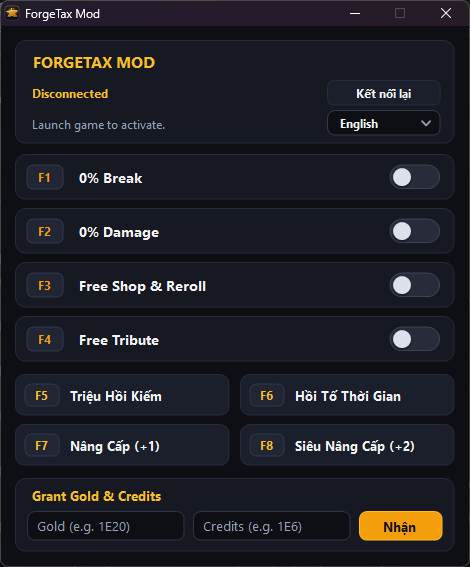 ForgeTax Mod
FORGETAX MOD
Disconnected
Kết nối lại
Launch game to activate.
English
F1 0% Break
F2 0% Damage
F3 Free Shop & Reroll
F4 Free Tribute
F5 Triệu Hồi Kiếm
F6 Hồi Tố Thời Gian
F7 Nâng Cấp (+1)
F8 Siêu Nâng Cấp (+2)
Grant Gold & Credits
Gold (e.g. 1E20)
Credits (e.g. 1E6)
Nhận